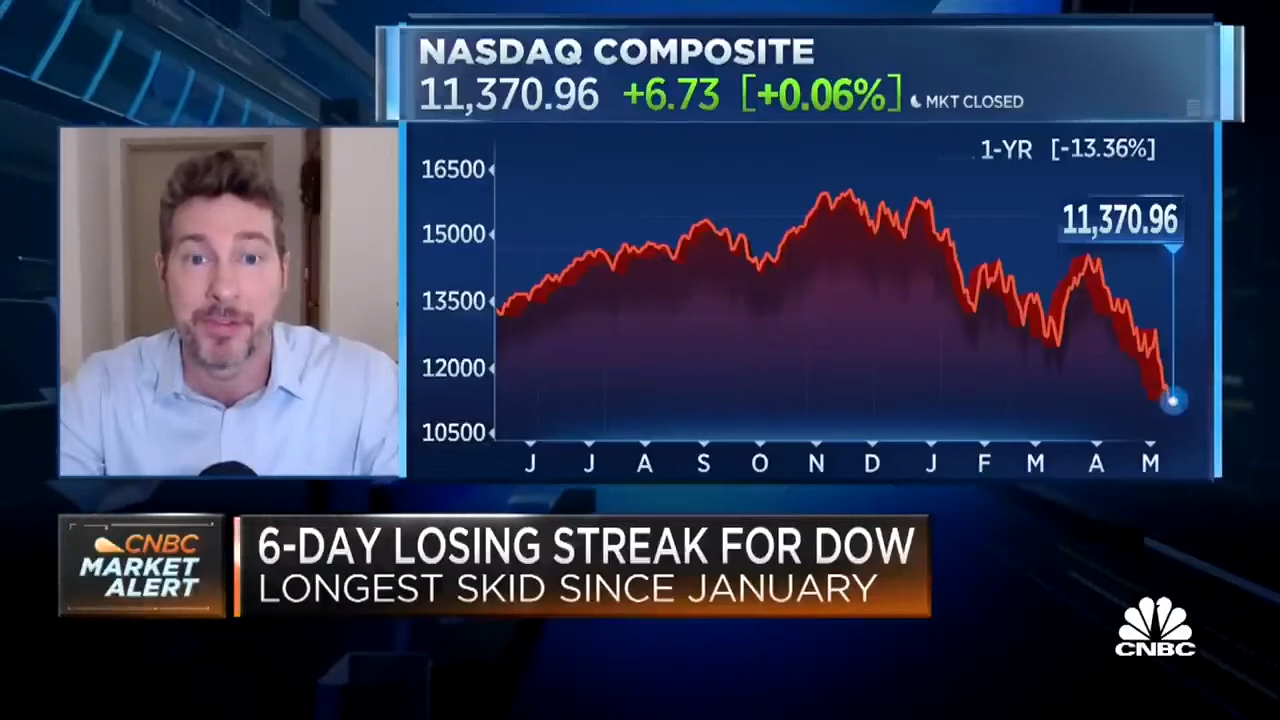 NASDAQ COMPOSITE
11,370.96 +6.73 [+0.06%] MKT CLOSED
1-YR [-13.36%]
11,370.96
16500
15000
13500
12000
10500
J J A S O N D J F M A M
CNBC
MARKET
ALERT
6-DAY LOSING STREAK FOR DOW
LONGEST SKID SINCE JANUARY
CNBC